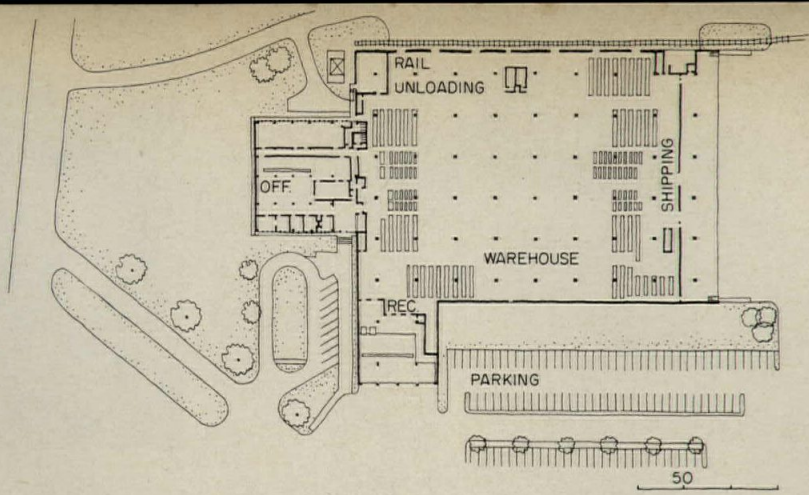 RAIL
UNLOADING
OFF.
SHIPPING
WAREHOUSE
REC.
PARKING
50